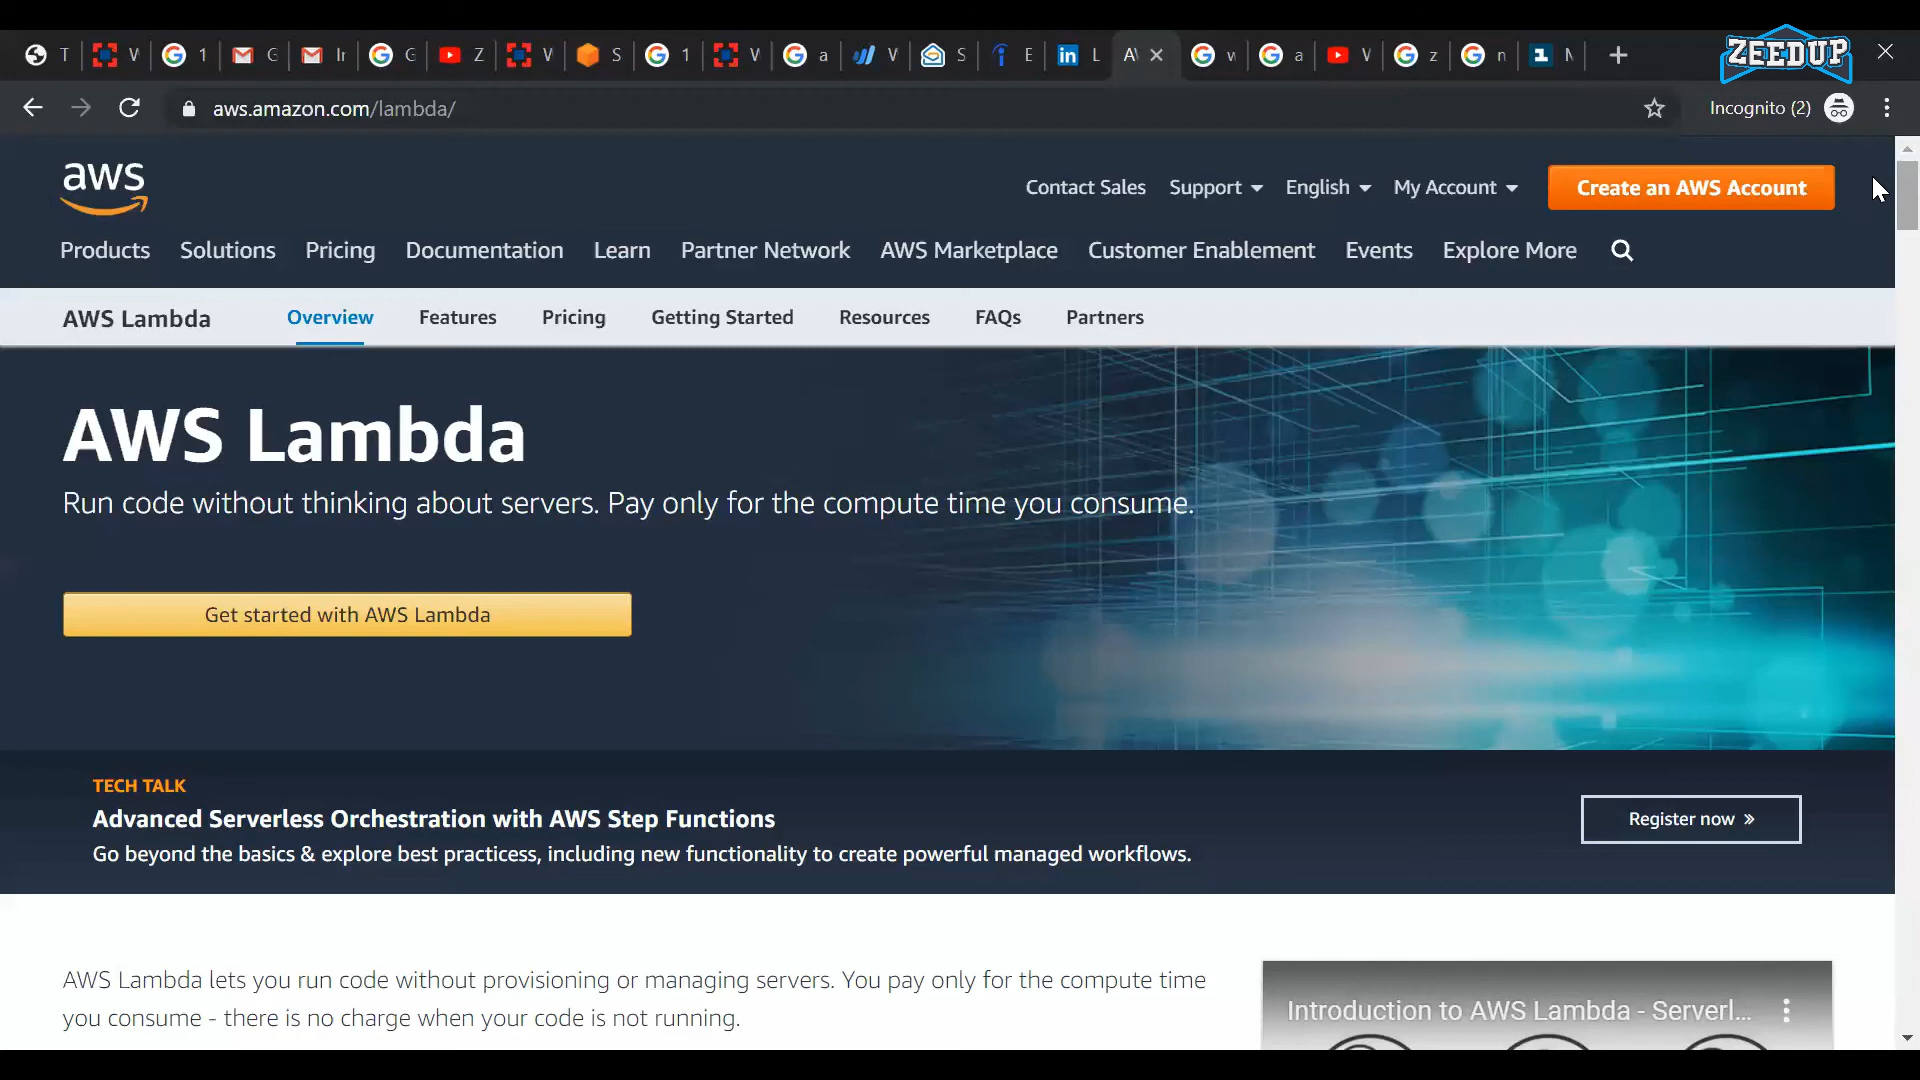 T W 1 G Ir G Z W S 1 W a W S E L A\ w a W z n N
ZEEDUP
aws.amazon.com/lambda/
Incognito (2)
aws
Contact Sales Support English My Account Create an AWS Account
Products Solutions Pricing Documentation Learn Partner Network AWS Marketplace Customer Enablement Events Explore More
AWS Lambda Overview Features Pricing Getting Started Resources FAQs Partners
AWS Lambda
Run code without thinking about servers. Pay only for the compute time you consume.
Get started with AWS Lambda
TECH TALK
Advanced Serverless Orchestration with AWS Step Functions
Go beyond the basics & explore best practicess, including new functionality to create powerful managed workflows.
Register now »
AWS Lambda lets you run code without provisioning or managing servers. You pay only for the compute time
you consume - there is no charge when your code is not running.
Introduction to AWS Lambda - Serverl...